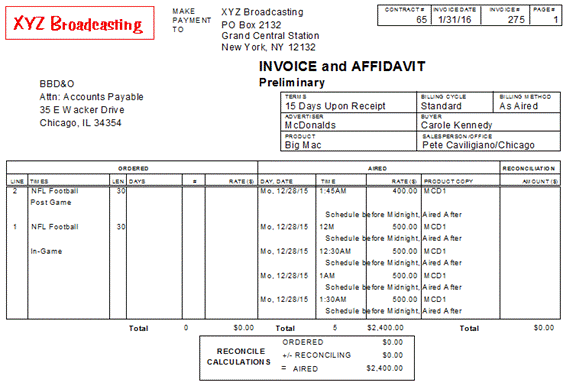 XYZ Broadcasting
MAKE PAYMENT TO
XYZ Broadcasting
PO Box 2132
Grand Central Station
New York, NY 12132
CONTRACT # INVOICE DATE INVOICE # PAGE #
65 1/31/16 275 1
INVOICE and AFFIDAVIT
Preliminary
BBD&O
Attn: Accounts Payable
35 E Wacker Drive
Chicago, IL 34354
TERMS BILLING CYCLE BILLING METHOD
15 Days Upon Receipt Standard As Aired
ADVERTISER BUYER
McDonalds Carole Kennedy
PRODUCT SALESPERSON/OFFICE
Big Mac Pete Caviligiano/Chicago
ORDERED AIRED RECONCILIATION
LINE TIMES LEN DAYS # RATE ($) DAY, DATE TIME RATE ($) PRODUCT COPY AMOUNT ($)
2 NFL Football 30 Mo, 12/28/15 1:45AM 400.00 MCD1
Post Game
Schedule before Midnight, Aired After
1 NFL Football 30 Mo, 12/28/15 12M 500.00 MCD1
Schedule before Midnight, Aired After
In-Game Mo, 12/28/15 12:30AM 500.00 MCD1
Schedule before Midnight, Aired After
Mo, 12/28/15 1AM 500.00 MCD1
Schedule before Midnight, Aired After
Mo, 12/28/15 1:30AM 500.00 MCD1
Schedule before Midnight, Aired After
Total 0 $0.00 Total 5 $2,400.00 Total $0.00
RECONCILE CALCULATIONS
ORDERED $0.00
+/- RECONCILING $0.00
= AIRED $2,400.00